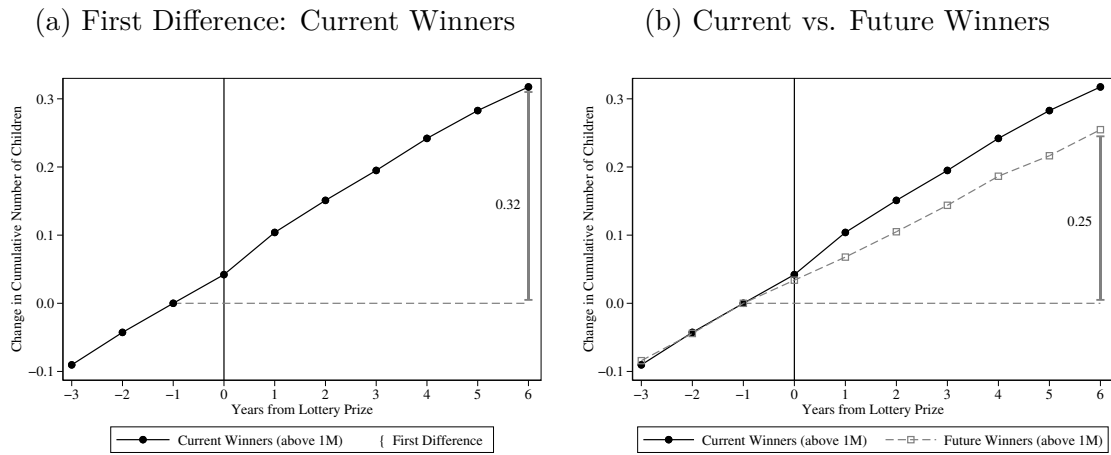 (a) First Difference: Current Winners
Change in Cumulative Number of Children
0.3
0.2
0.1
0.0
−0.1
0.32
−3 −2 −1 0 1 2 3 4 5 6
Years from Lottery Prize
Current Winners (above 1M) { First Difference
(b) Current vs. Future Winners
Change in Cumulative Number of Children
0.3
0.2
0.1
0.0
−0.1
0.25
−3 −2 −1 0 1 2 3 4 5 6
Years from Lottery Prize
Current Winners (above 1M) Future Winners (above 1M)